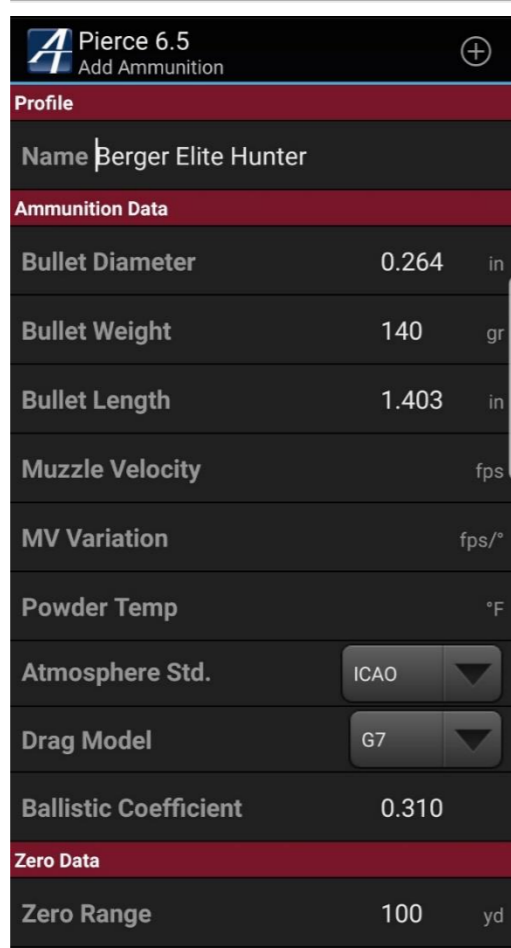 Pierce 6.5
Add Ammunition
Profile
Name Berger Elite Hunter
Ammunition Data
Bullet Diameter 0.264 in
Bullet Weight 140 gr
Bullet Length 1.403 in
Muzzle Velocity fps
MV Variation fps/°
Powder Temp °F
Atmosphere Std. ICAO
Drag Model G7
Ballistic Coefficient 0.310
Zero Data
Zero Range 100 yd